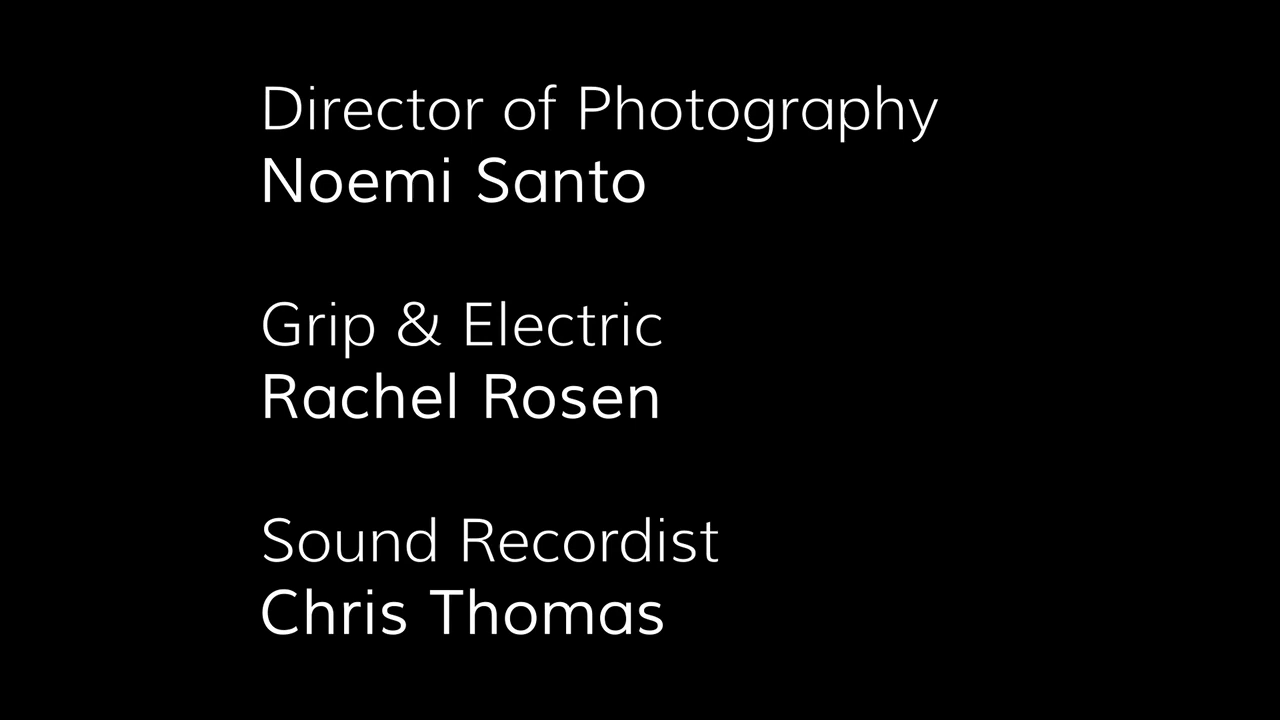 Director of Photography
Noemi Santo
Grip & Electric
Rachel Rosen
Sound Recordist
Chris Thomas